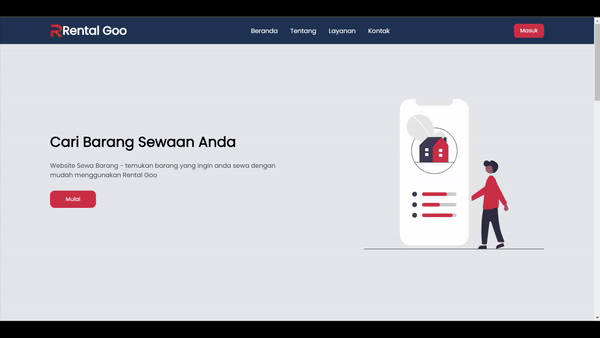 Rental Goo
Beranda Tentang Layanan Kontak
Masuk
Cari Barang Sewaan Anda
Website Sewa Barang - temukan barang yang ingin anda sewa dengan
mudah menggunakan Rental Goo
Mulai